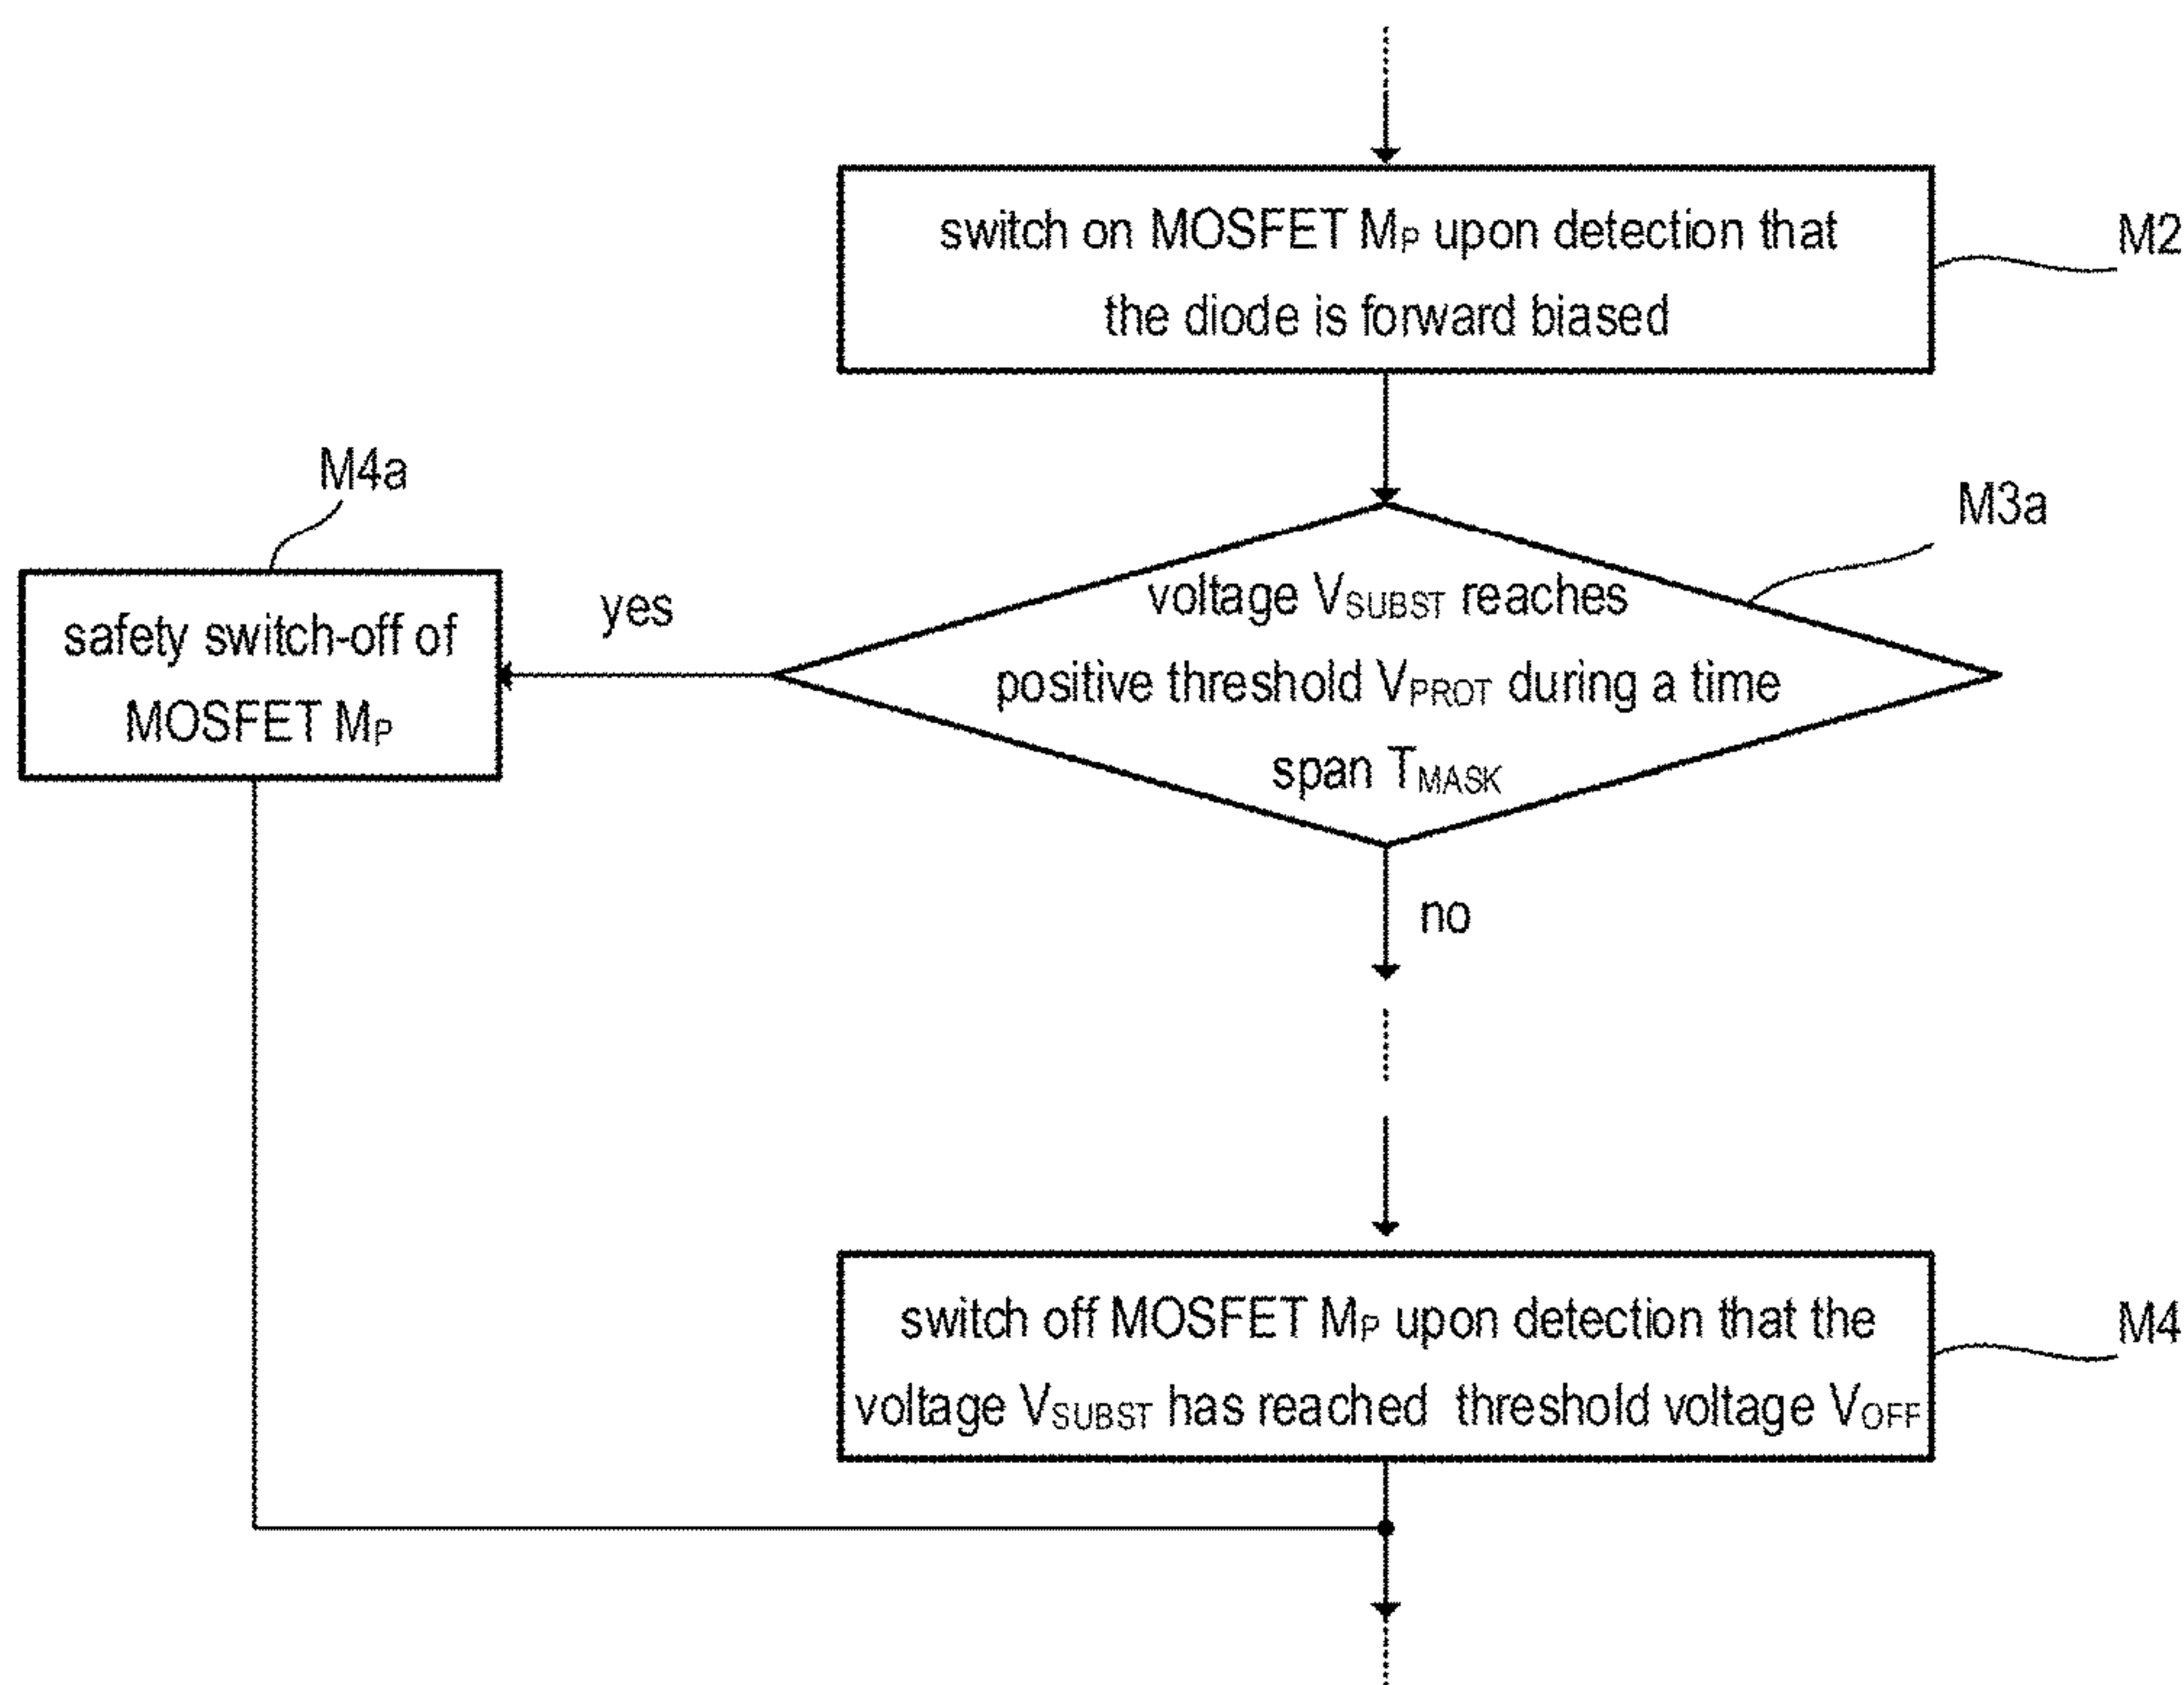 switch on MOSFET MP upon detection that
the diode is forward biased
M2
M4a
M3a
safety switch-off of
MOSFET MP
yes
voltage VSUBST reaches
positive threshold VPROT during a time
span TMASK
no
switch off MOSFET MP upon detection that the
voltage VSUBST has reached threshold voltage VOFF
M4